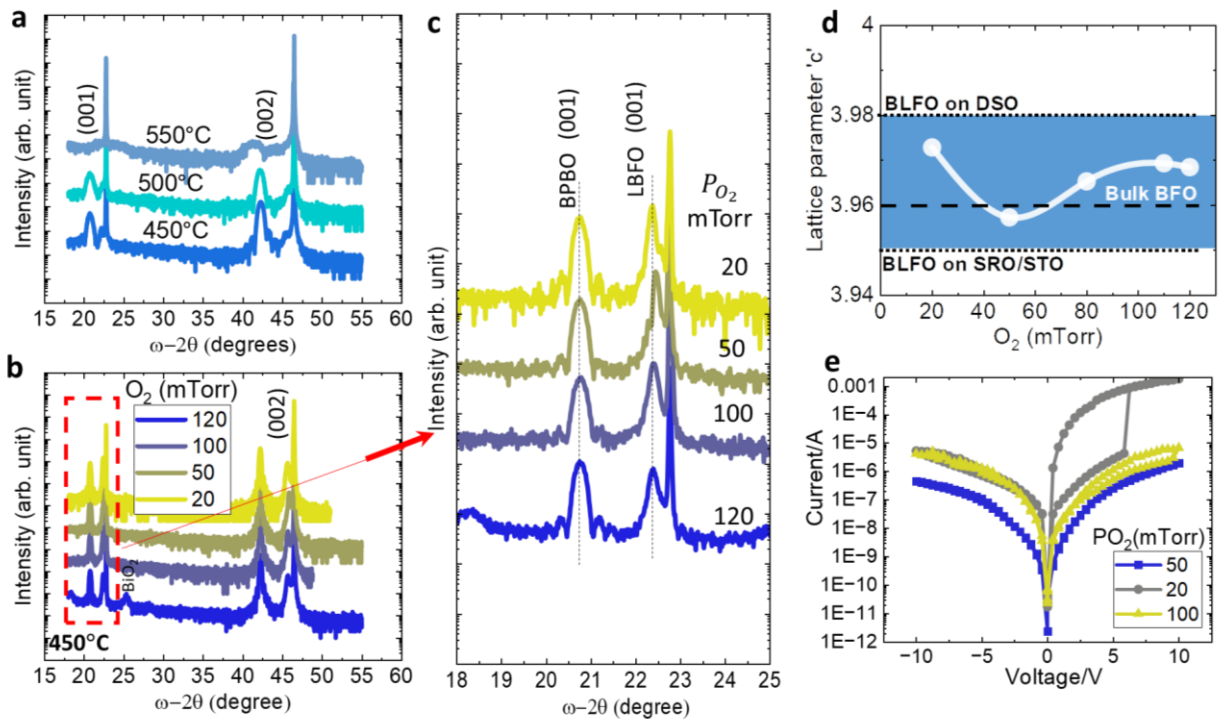 a
Intensity (arb. unit)
(001)
(002)
550°C
500°C
450°C
15 20 25 30 35 40 45 50 55 60
ω−2θ (degrees)
b
Intensity (arb. unit)
O2 (mTorr)
120
100
50
20
(002)
BiO2
450°C
15 20 25 30 35 40 45 50 55 60
ω−2θ (degree)
c
Intensity (arb. unit)
BPBO (001)
LBFO (001)
PO2
mTorr
20
50
100
120
18 19 20 21 22 23 24 25
ω−2θ (degree)
d
Lattice parameter 'c'
4
3.98
3.96
3.94
BLFO on DSO
Bulk BFO
BLFO on SRO/STO
0 20 40 60 80 100 120
O2 (mTorr)
e
Current/A
0.001
1E−4
1E−5
1E−6
1E−7
1E−8
1E−9
1E−10
1E−11
1E−12
PO2(mTorr)
50
20
100
−10 −5 0 5 10
Voltage/V